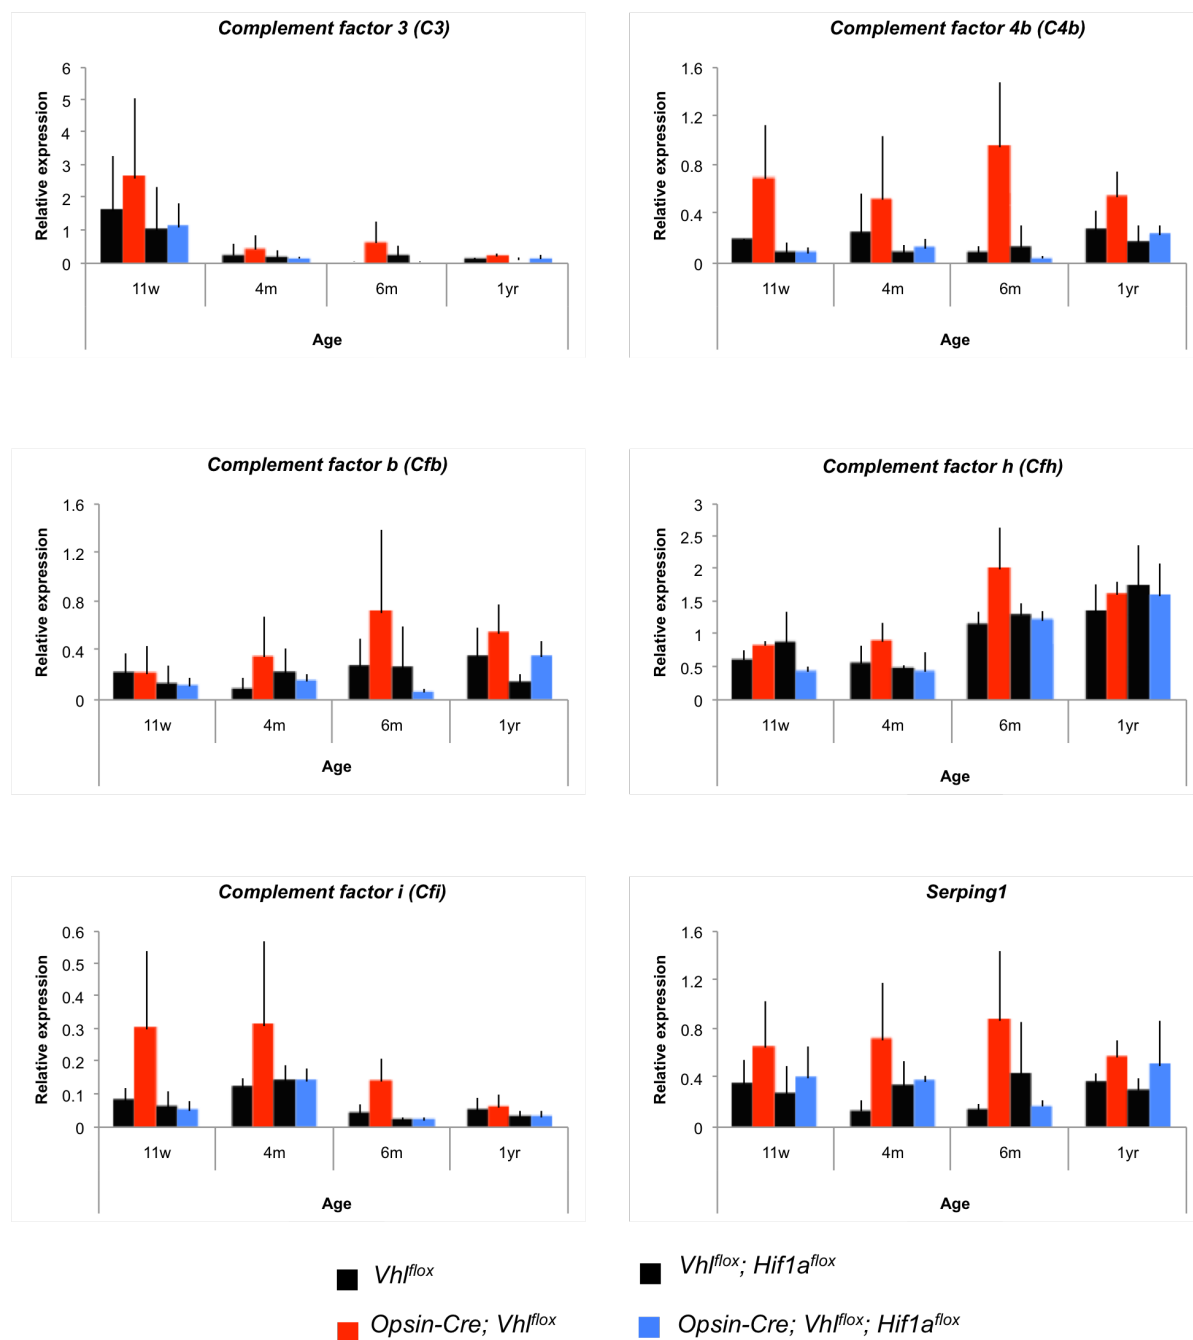 Complement factor 3 (C3)
Relative expression
6
5
4
3
2
1
0
11w 4m 6m 1yr
Age
Complement factor 4b (C4b)
Relative expression
1.6
1.2
0.8
0.4
0
11w 4m 6m 1yr
Age
Complement factor b (Cfb)
Relative expression
1.6
1.2
0.8
0.4
0
11w 4m 6m 1yr
Age
Complement factor h (Cfh)
Relative expression
3
2.5
2
1.5
1
0.5
0
11w 4m 6m 1yr
Age
Complement factor i (Cfi)
Relative expression
0.6
0.5
0.4
0.3
0.2
0.1
0
11w 4m 6m 1yr
Age
Serping1
Relative expression
1.6
1.2
0.8
0.4
0
11w 4m 6m 1yr
Age
Vhlflox
Vhlflox; Hif1aflox
Opsin-Cre; Vhlflox
Opsin-Cre; Vhlflox; Hif1aflox